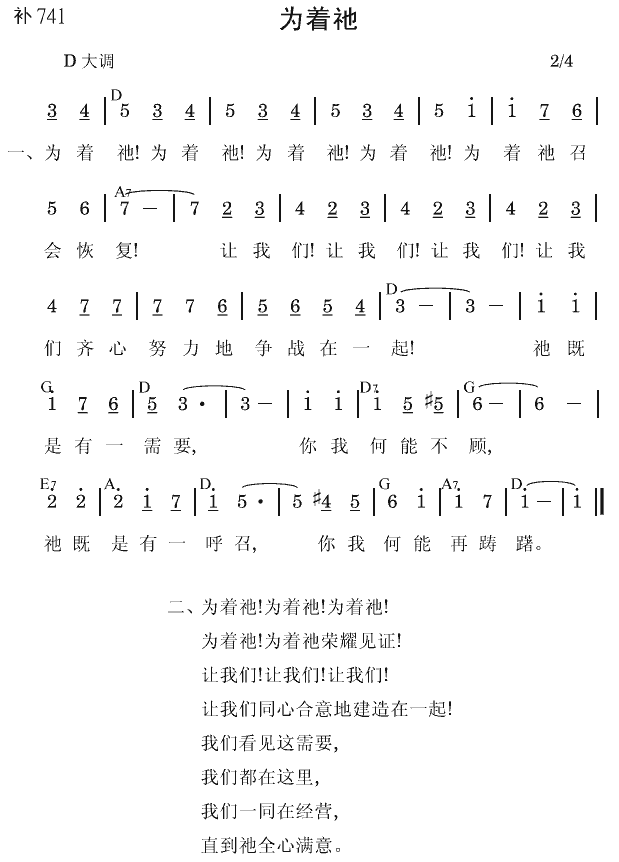 补 741
为着祂
D 大调 2/4
D
3 4 | 5 3 4 | 5 3 4 | 5 3 4 | 5 i | i 7 6 |
一、为 着 祂! 为 着 祂! 为 着 祂! 为 着 祂! 为 着 祂 召
A7
5 6 | 7 – | 7 2 3 | 4 2 3 | 4 2 3 | 4 2 3 |
会 恢 复! 让 我 们! 让 我 们! 让 我 们! 让 我
D
4 7 7 | 7 7 6 | 5 6 5 4 | 3 – | 3 – | i i |
们 齐 心 努 力 地 争 战 在 一 起! 祂 既
G D D7 G
i 7 6 | 5 3 · | 3 – | i i | i 5 #5 | 6 – | 6 – |
是 有 一 需 要, 你 我 何 能 不 顾,
E7 A D G A7 D
2̇ 2̇ | 2̇ i 7 | i 5 · | 5 #4 5 | 6 i | i 7 | i – | i ‖
祂 既 是 有 一 呼 召, 你 我 何 能 再 踌 躇。
二、为着祂!为着祂!为着祂!
为着祂!为着祂荣耀见证!
让我们!让我们!让我们!
让我们同心合意地建造在一起!
我们看见这需要,
我们都在这里,
我们一同在经营,
直到祂全心满意。